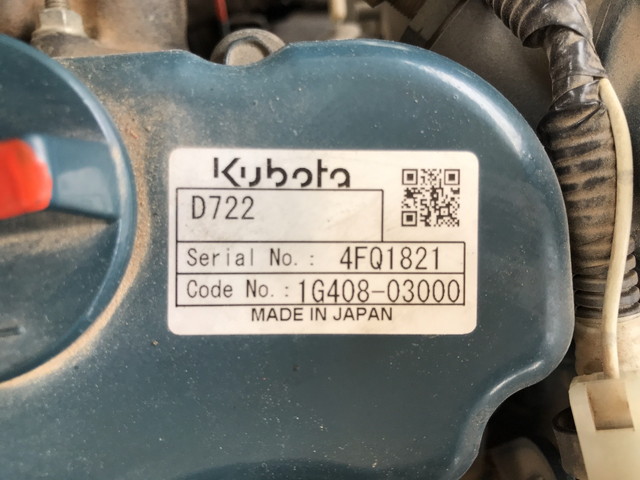 Kubota
D722
Serial No.: 4FQ1821
Code No.: 1G408-03000
MADE IN JAPAN